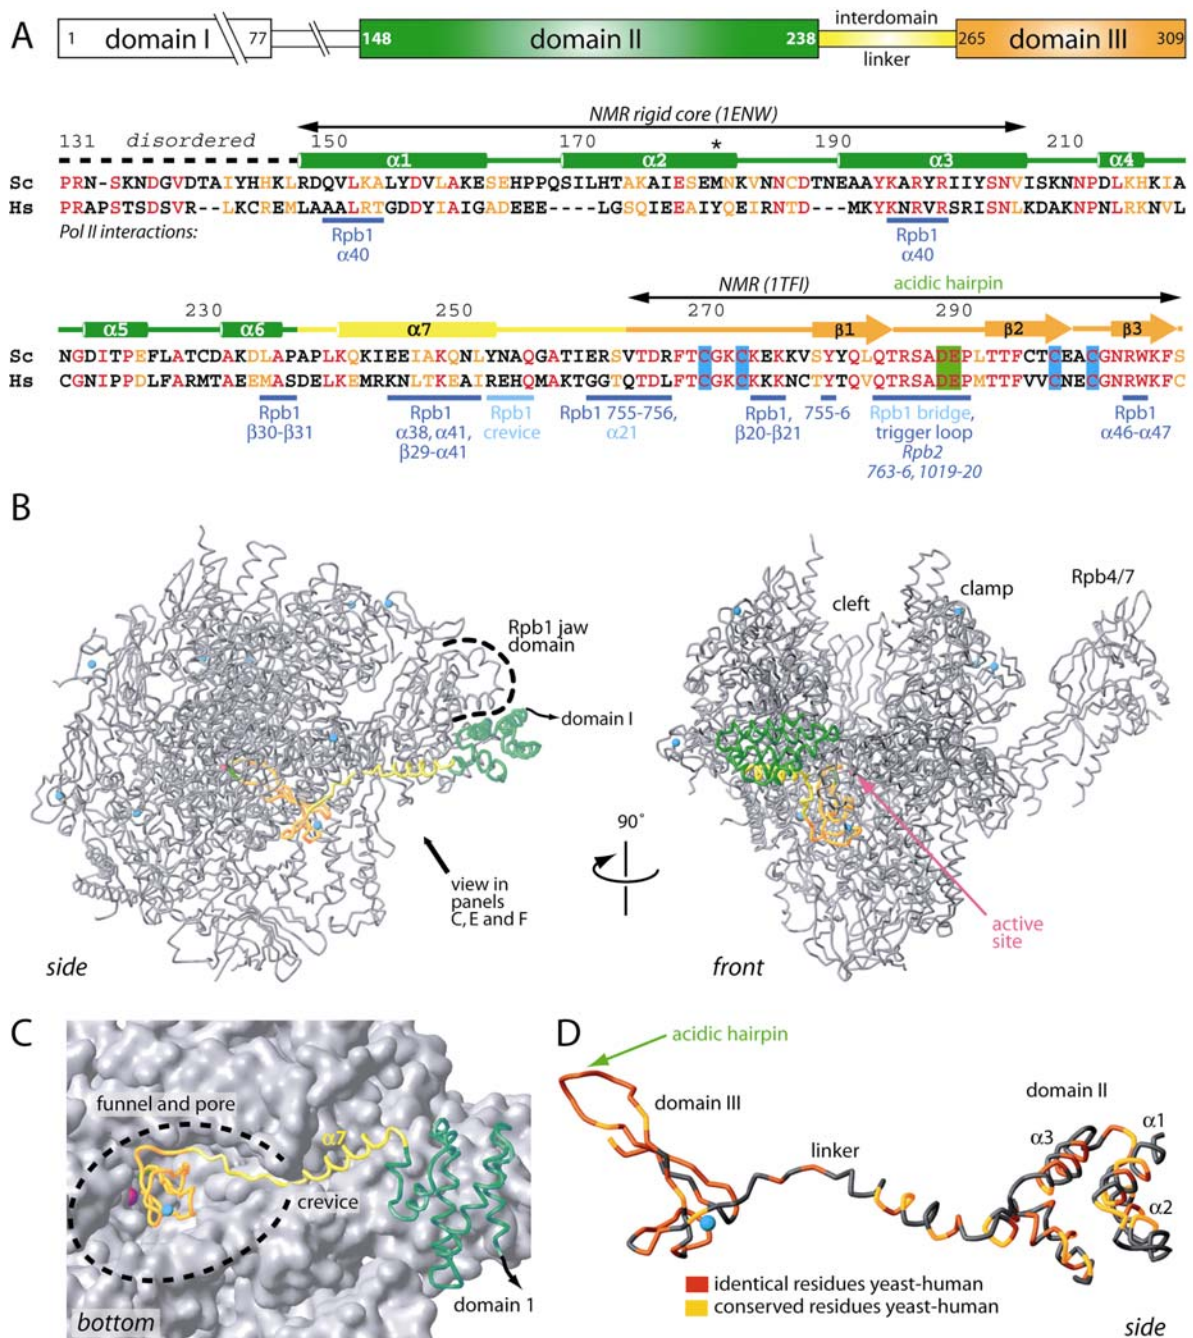 A
1 domain I 77 148 domain II 238 interdomain linker 265 domain III 309
NMR rigid core (1ENW)
131 disordered 150 170 * 190 210
α1 α2 α3 α4
Sc PRN-SKNDGVDTAIYHHKLRDQVLKALYDVLAKESEHPPQSILHTAKAIESEMNKVNNCDTNEAAYKARYRIIYSNVISKNNPDLKHKIA
Hs PRAPSTSDSVR--LKCREMLAAALRTGDDYIAIGADEEE----LGSQIEEAIYQEIRNTD---MKYKNRVRSRISNLKDAKNPNLRKNVL
Pol II interactions: Rpb1 Rpb1
α40 α40
NMR (1TFI) acidic hairpin
230 250 270 290
α5 α6 α7 β1 β2 β3
Sc NGDITPEFLATCDAKDLAPAPLKQKIEEIAKQNLYNAQGATIERSVTDRFTCGKCKEKKVSYYQLQTRSADEPLTTFCTCEACGNRWKFS
Hs CGNIPPDLFARMTAEEMASDELKEMRKNLTKEAIREHQMAKTGGTQTDLFTCGKCKKKNCTYTQVQTRSADEPMTTFVVCNECGNRWKFC
Rpb1 Rpb1 Rpb1 Rpb1 755-756, Rpb1, 755-6 Rpb1 bridge, Rpb1
β30-β31 α38, α41, crevice α21 β20-β21 trigger loop α46-α47
β29-α41 Rpb2
763-6, 1019-20
B
Rpb1 jaw
domain
domain I
view in
panels
C, E and F
side
90°
cleft
clamp
Rpb4/7
active
site
front
C
funnel and pore
α7
crevice
domain 1
bottom
D
acidic hairpin
domain III
linker
domain II
α3
α1
α2
identical residues yeast-human
conserved residues yeast-human
side